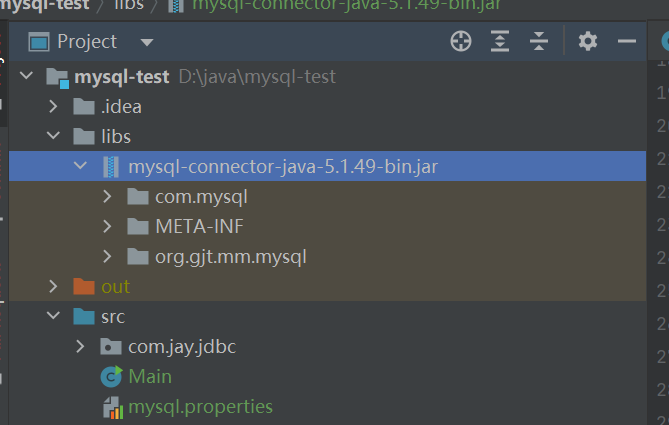 mysql-test libs mysql-connector-java-5.1.49-bin.jar
Project
mysql-test D:\java\mysql-test
.idea
libs
mysql-connector-java-5.1.49-bin.jar
com.mysql
META-INF
org.gjt.mm.mysql
out
src
com.jay.jdbc
Main
mysql.properties